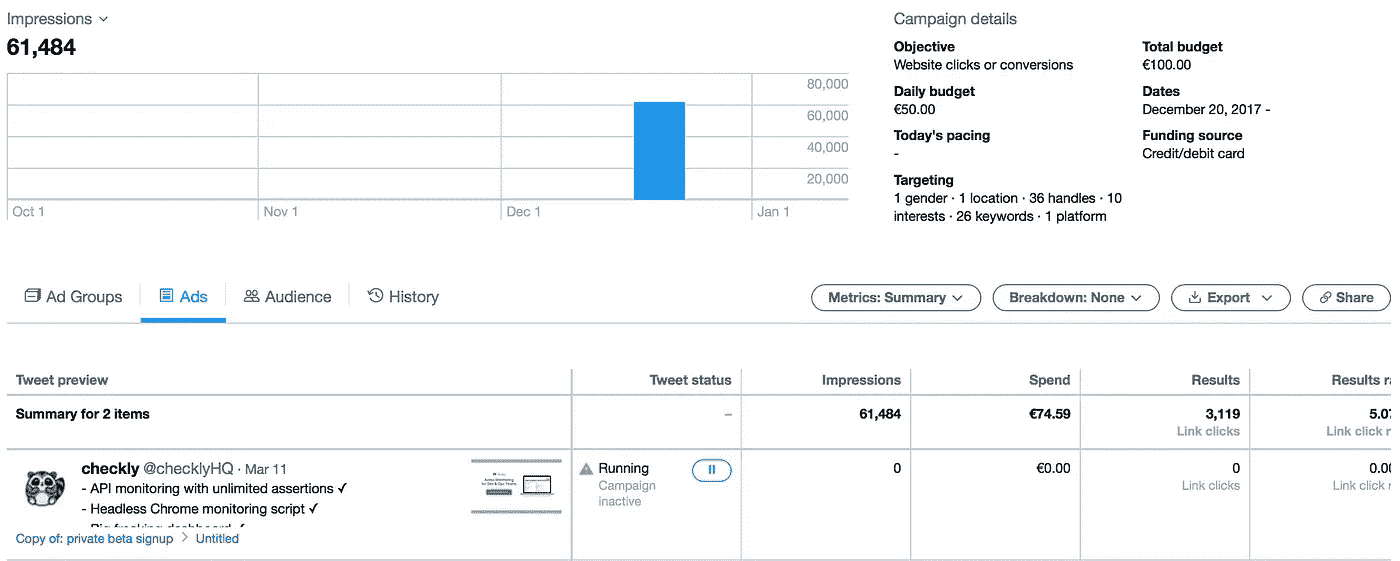 Impressions
61,484
80,000
60,000
40,000
20,000
Oct 1 Nov 1 Dec 1 Jan 1
Campaign details
Objective
Website clicks or conversions
Total budget
€100.00
Daily budget
€50.00
Dates
December 20, 2017 -
Today's pacing
-
Funding source
Credit/debit card
Targeting
1 gender · 1 location · 36 handles · 10
interests · 26 keywords · 1 platform
Ad Groups Ads Audience History
Metrics: Summary Breakdown: None Export Share
Tweet preview Tweet status Impressions Spend Results Results ra
Summary for 2 items – 61,484 €74.59 3,119 5.07
Link clicks Link click r
checkly @checklyHQ · Mar 11 Running 0 €0.00 0 0.00
- API monitoring with unlimited assertions ✓ Campaign Link clicks Link click r
inactive
- Headless Chrome monitoring script ✓
Copy of: private beta signup > Untitled